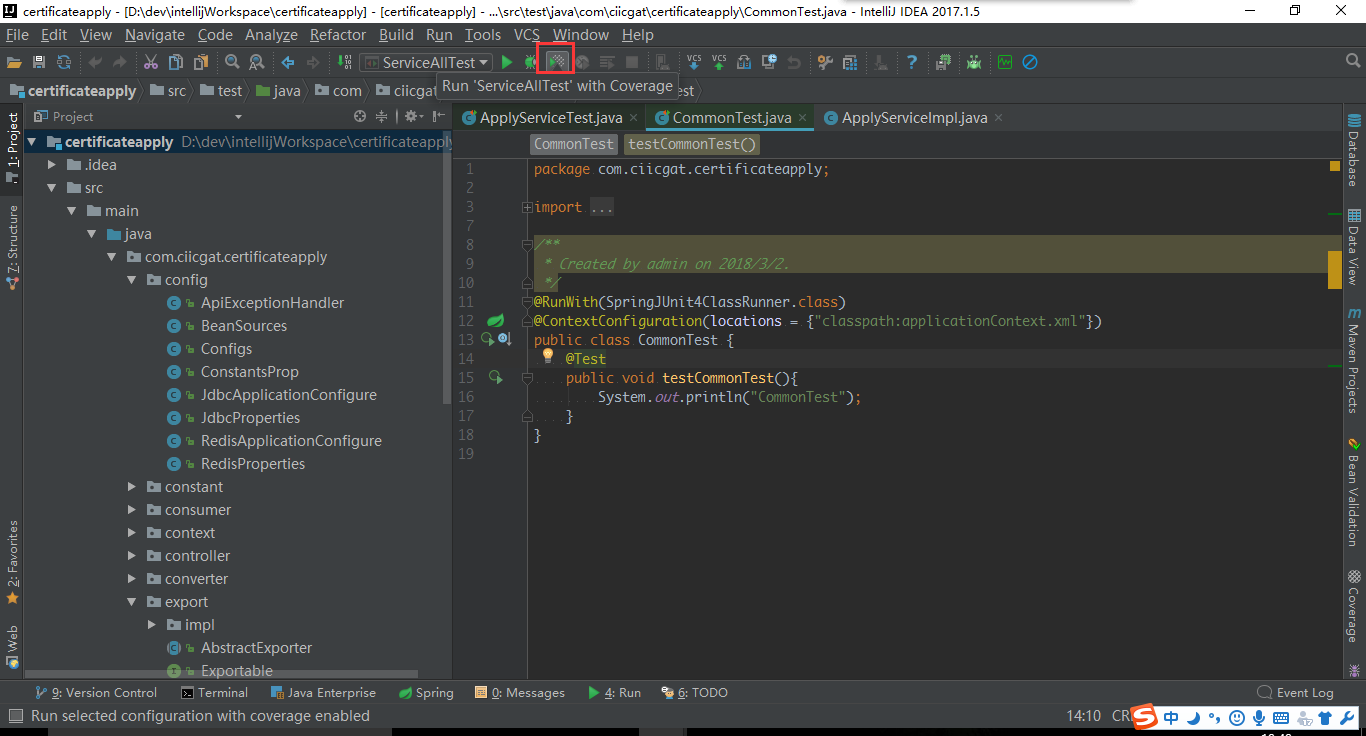 certificateapply - [D:\dev\intellijWorkspace\certificateapply] - [certificateapply] - ...\src\test\java\com\ciicgat\certificateapply\CommonTest.java - IntelliJ IDEA 2017.1.5
File Edit View Navigate Code Analyze Refactor Build Run Tools VCS Window Help
ServiceAllTest
VCS VCS
Run 'ServiceAllTest' with Coverage
certificateapply src test java com ciicgat est
Project
ApplyServiceTest.java CommonTest.java ApplyServiceImpl.java
CommonTest testCommonTest()
1: Project
7: Structure
2: Favorites
Web
certificateapply D:\dev\intellijWorkspace\certificateapply
.idea
src
main
java
com.ciicgat.certificateapply
config
ApiExceptionHandler
BeanSources
Configs
ConstantsProp
JdbcApplicationConfigure
JdbcProperties
RedisApplicationConfigure
RedisProperties
constant
consumer
context
controller
converter
export
impl
AbstractExporter
Exportable
1 package com.ciicgat.certificateapply;
2
3 import ...
7
8 /**
9 * Created by admin on 2018/3/2.
10 */
11 @RunWith(SpringJUnit4ClassRunner.class)
12 @ContextConfiguration(locations = {"classpath:applicationContext.xml"})
13 public class CommonTest {
14 @Test
15 public void testCommonTest(){
16 System.out.println("CommonTest");
17 }
18 }
19
Database
Data View
Maven Projects
Bean Validation
Coverage
9: Version Control Terminal Java Enterprise Spring 0: Messages 4: Run 6: TODO Event Log
Run selected configuration with coverage enabled 14:10
中